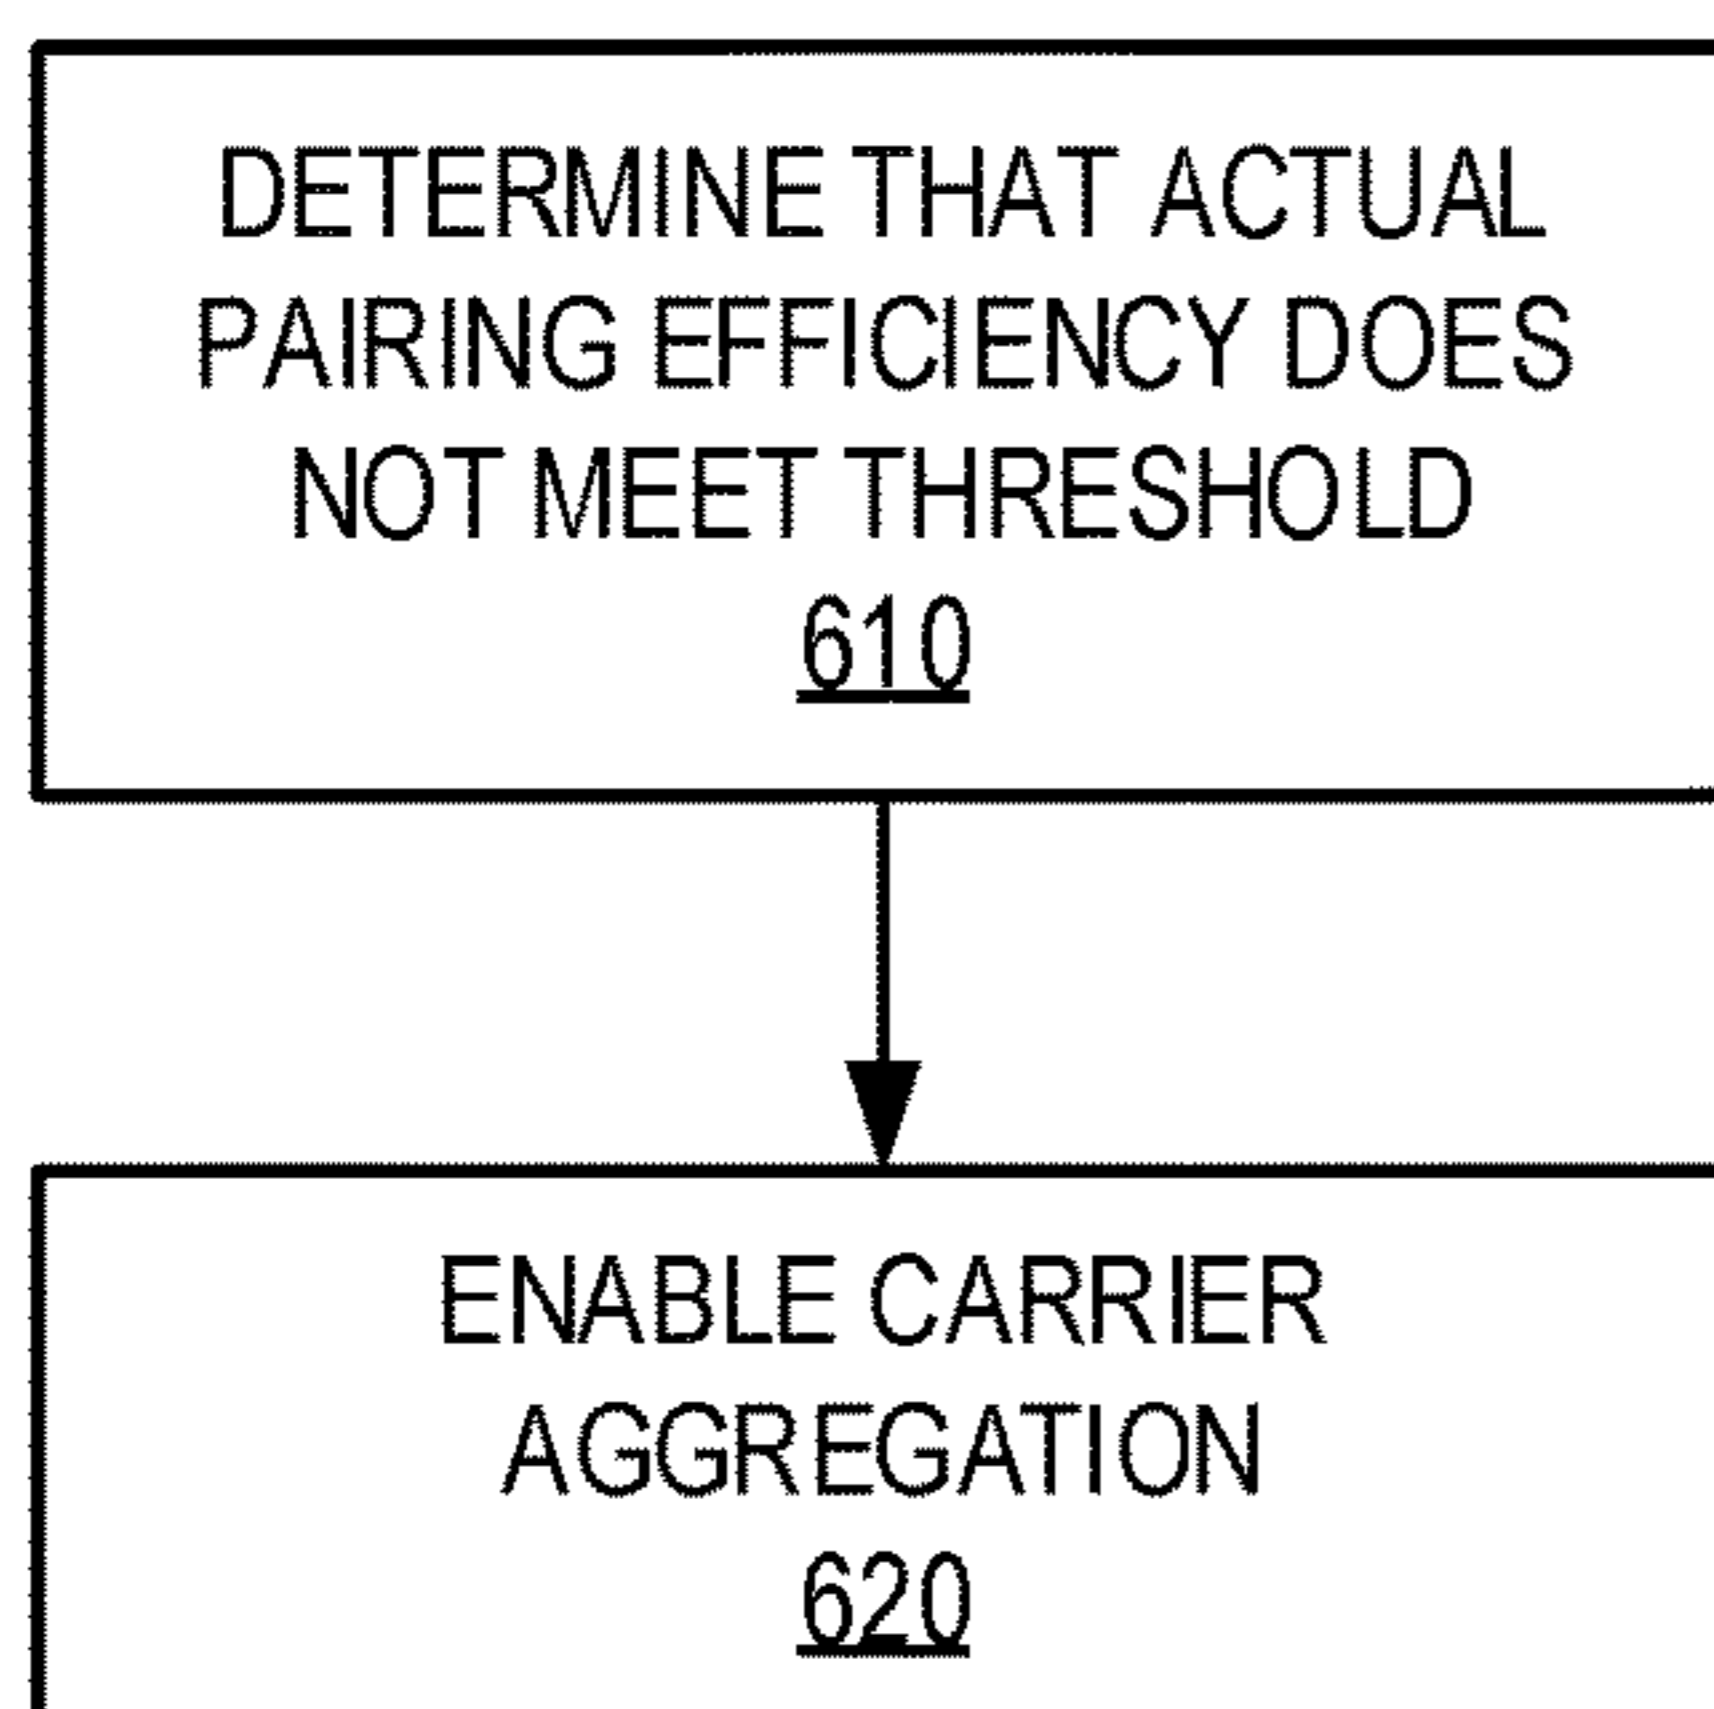 DETERMINE THAT ACTUAL
PAIRING EFFICIENCY DOES
NOT MEET THRESHOLD
610
ENABLE CARRIER
AGGREGATION
620